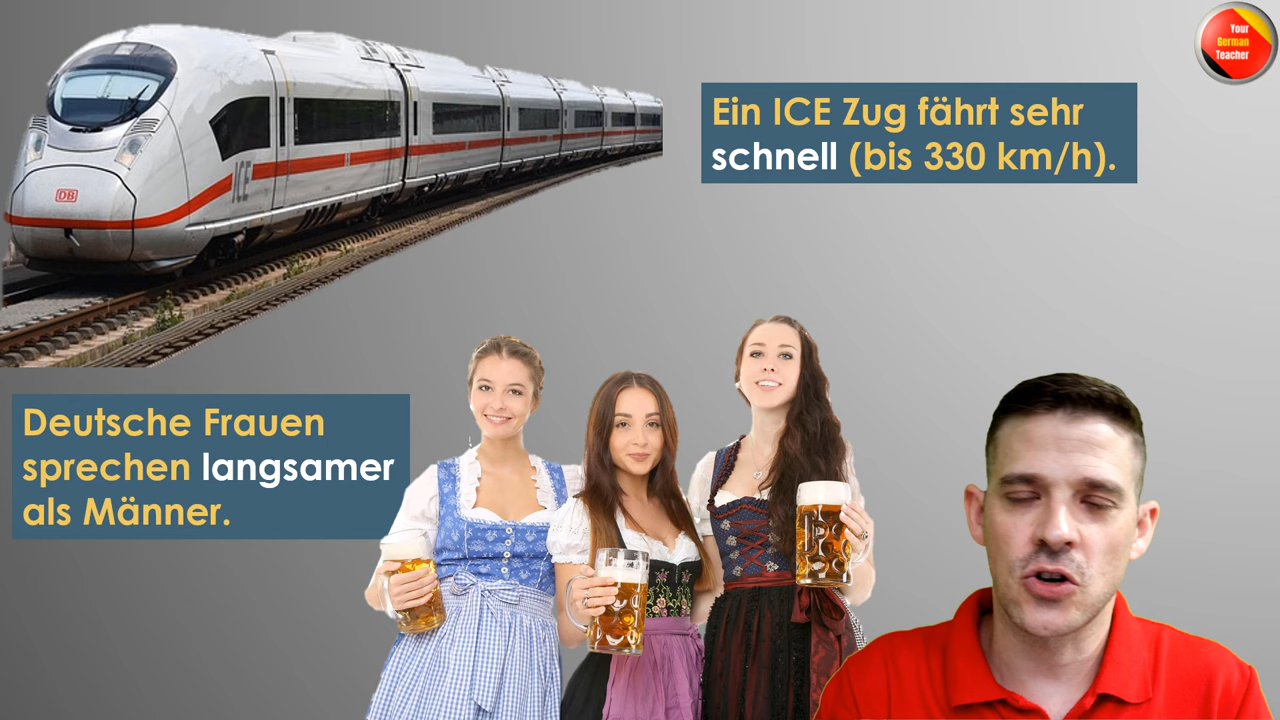 Your
German
Teacher
Ein ICE Zug fährt sehr
schnell (bis 330 km/h).
ICE
DB
Deutsche Frauen
sprechen langsamer
als Männer.